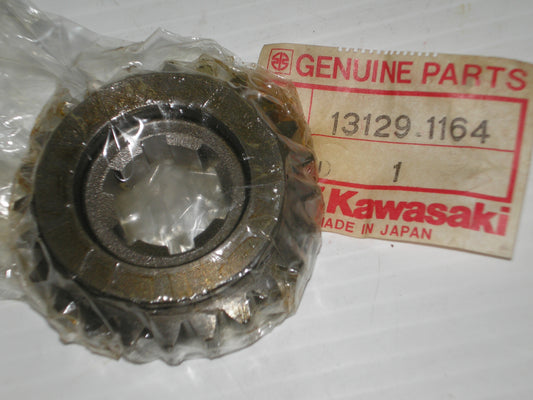 GENUINE PARTS
13129.1164
D 1
Kawasaki
MADE IN JAPAN